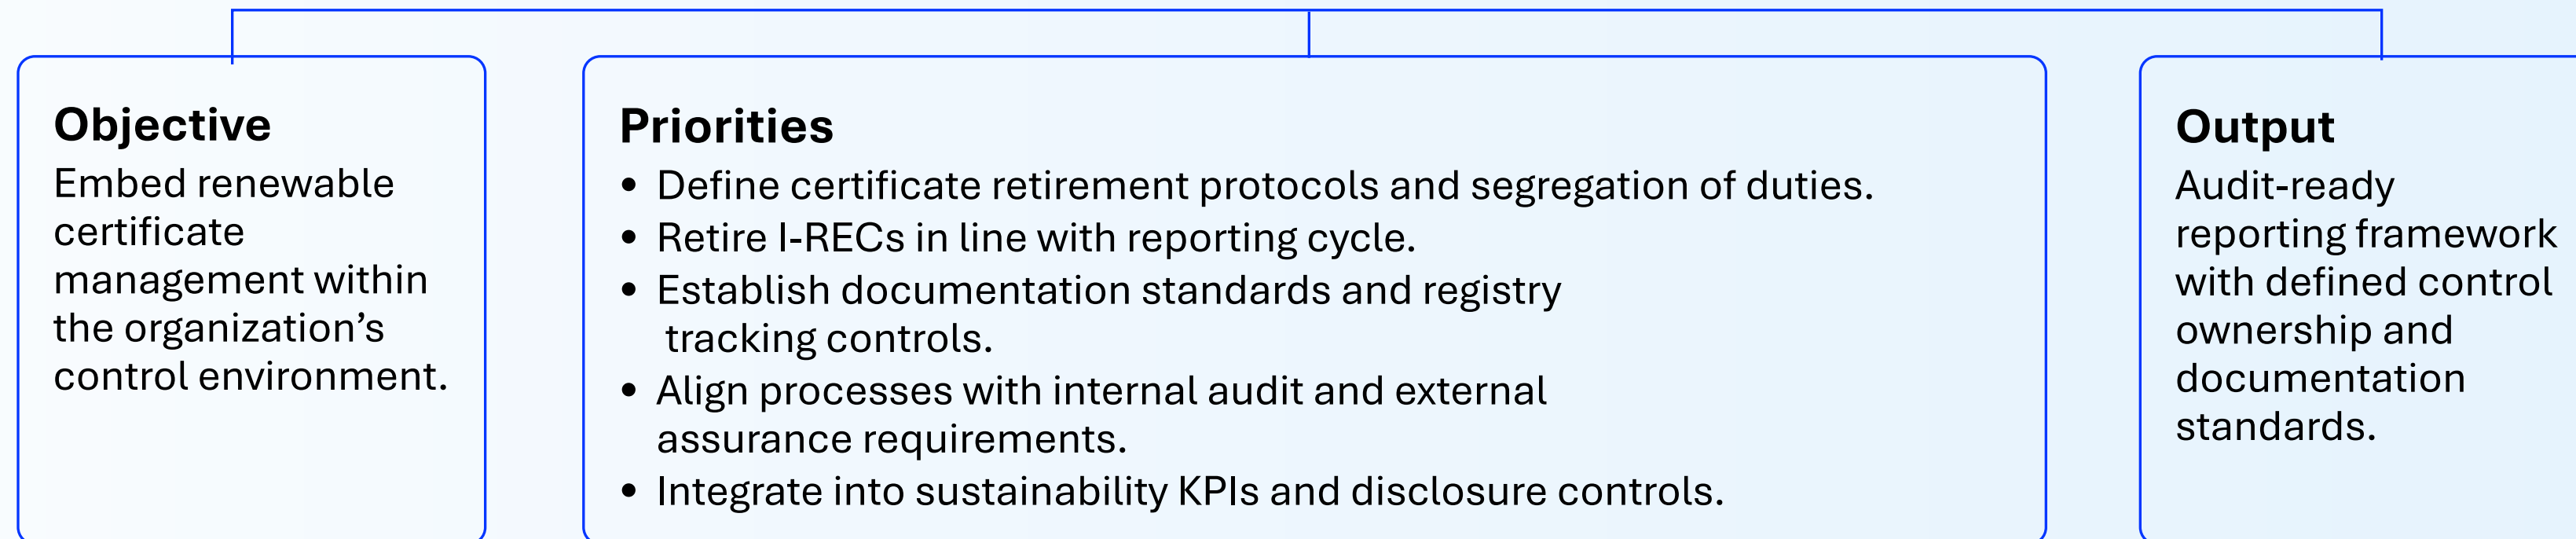 Objective
Embed renewable
certificate
management within
the organization’s
control environment.
Priorities
• Define certificate retirement protocols and segregation of duties.
• Retire I-RECs in line with reporting cycle.
• Establish documentation standards and registry
tracking controls.
• Align processes with internal audit and external
assurance requirements.
• Integrate into sustainability KPIs and disclosure controls.
Output
Audit-ready
reporting framework
with defined control
ownership and
documentation
standards.